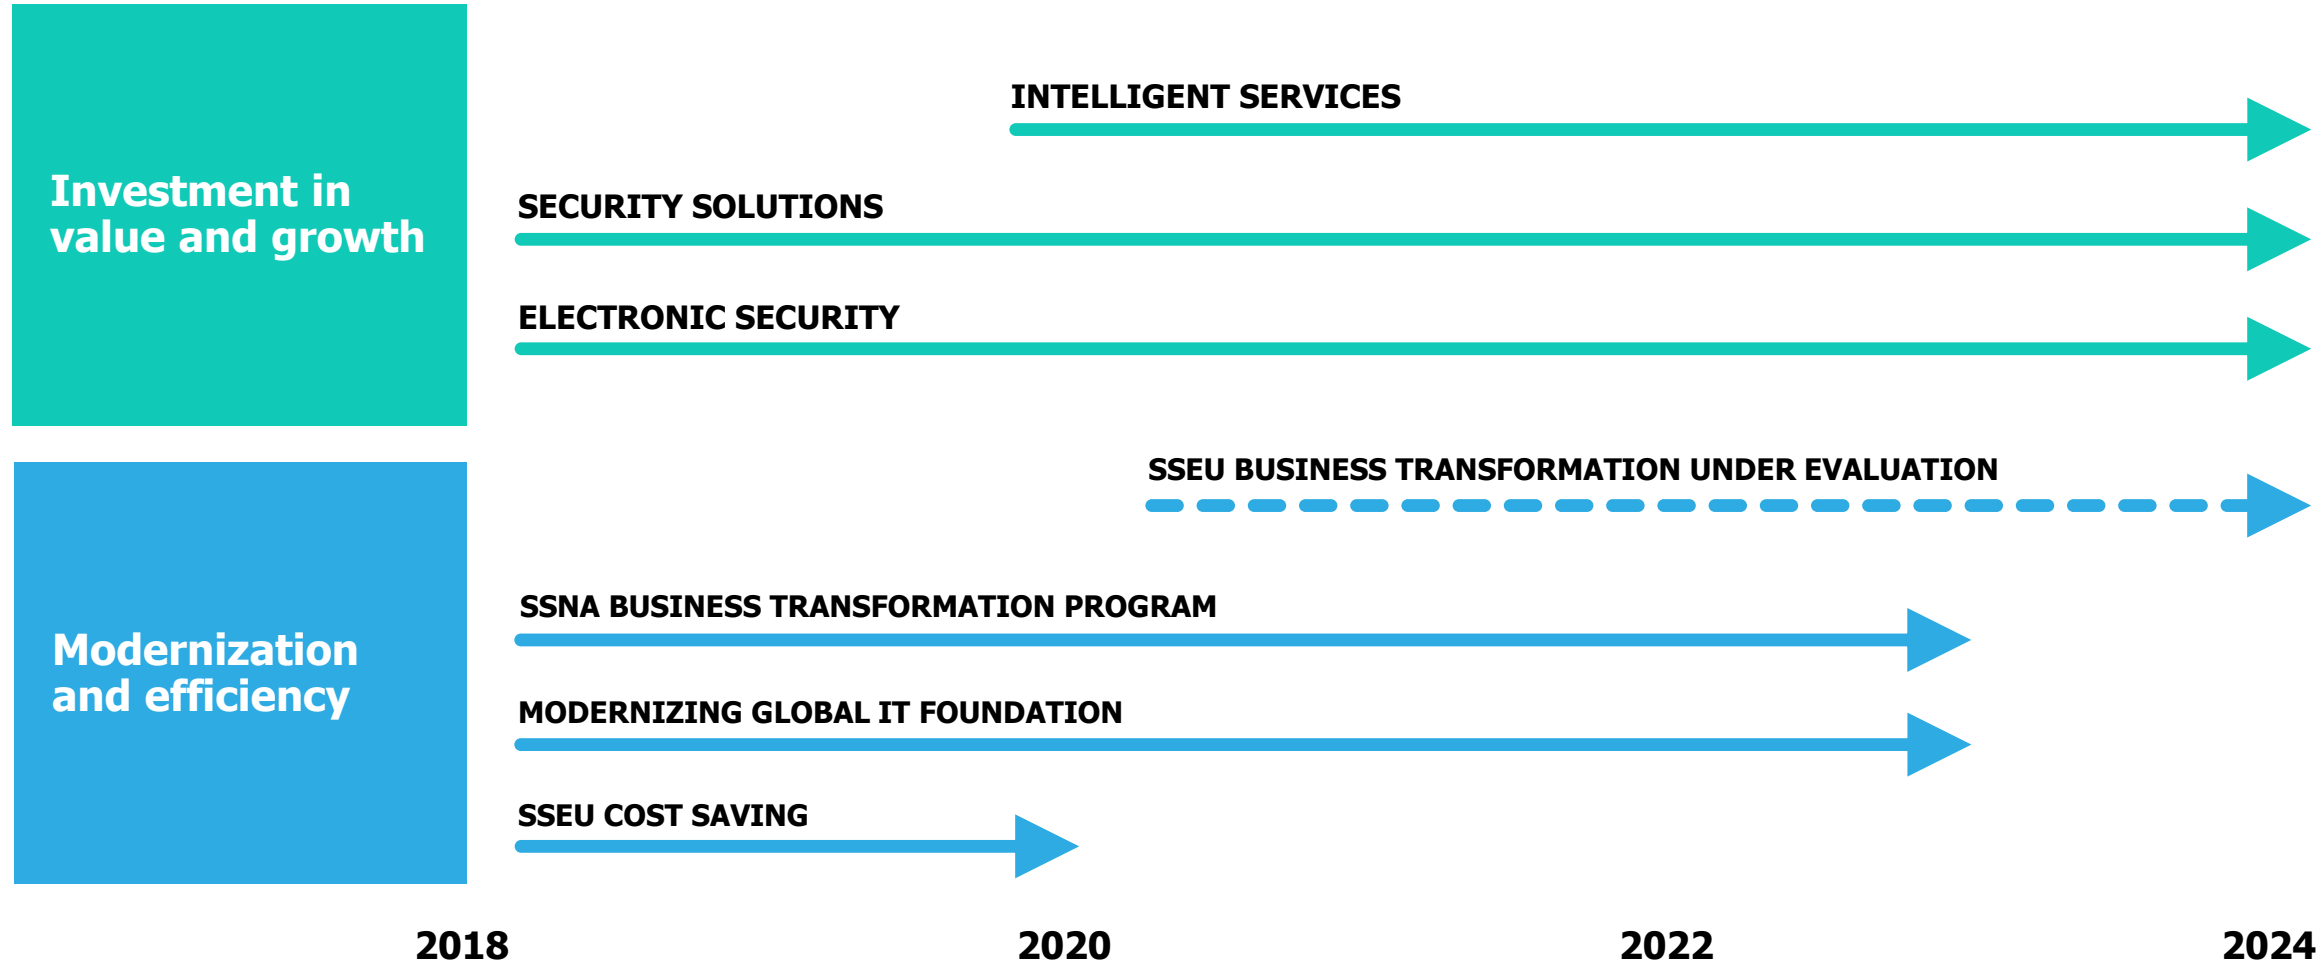 Investment in
value and growth
INTELLIGENT SERVICES
SECURITY SOLUTIONS
ELECTRONIC SECURITY
Modernization
and efficiency
SSEU BUSINESS TRANSFORMATION UNDER EVALUATION
SSNA BUSINESS TRANSFORMATION PROGRAM
MODERNIZING GLOBAL IT FOUNDATION
SSEU COST SAVING
2018 2020 2022 2024